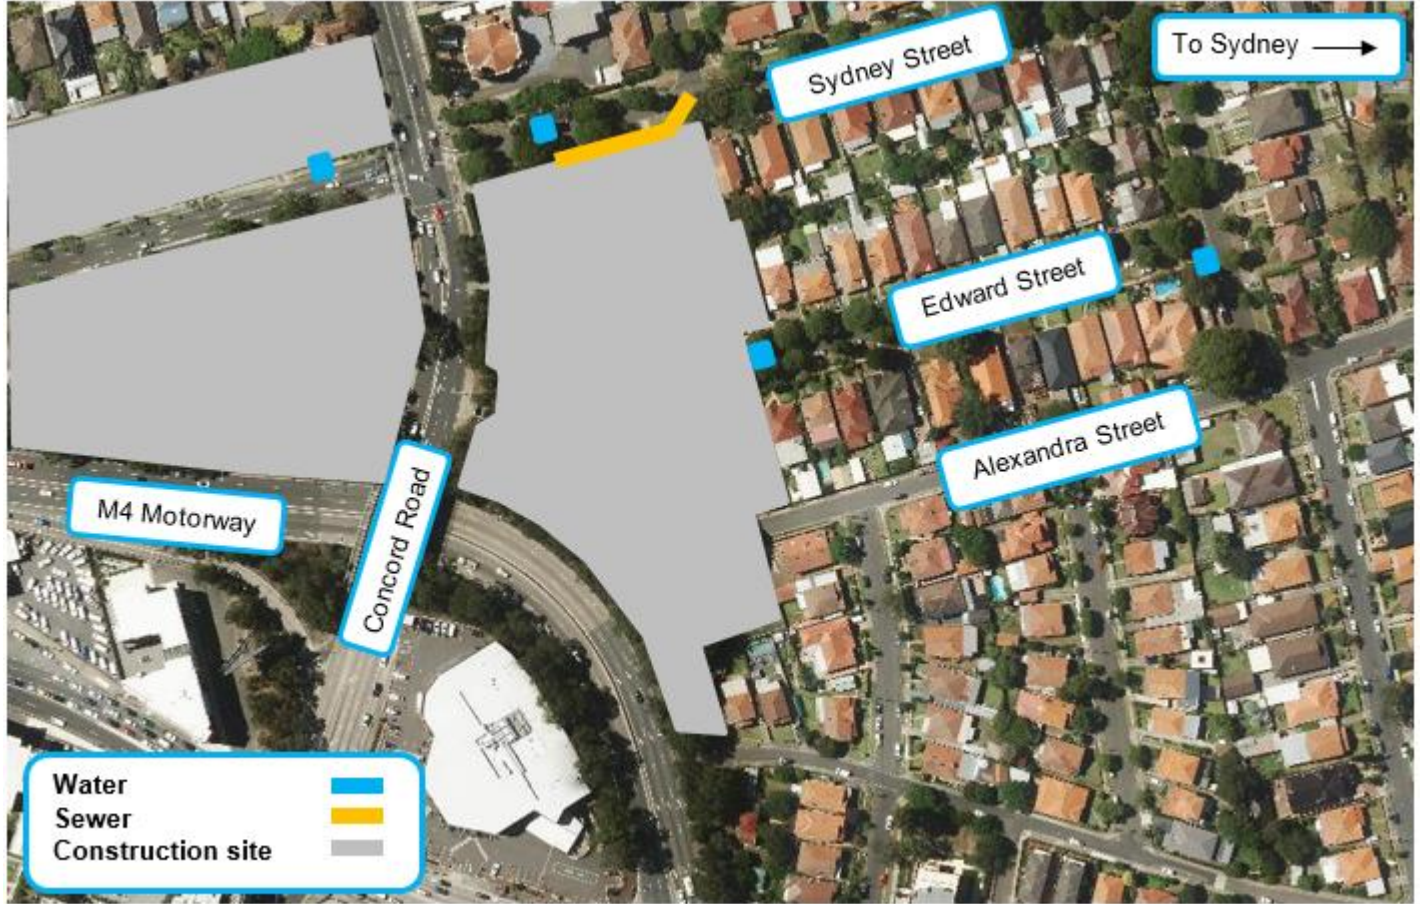 To Sydney
Sydney Street
Edward Street
Alexandra Street
M4 Motorway
Concord Road
Water
Sewer
Construction site